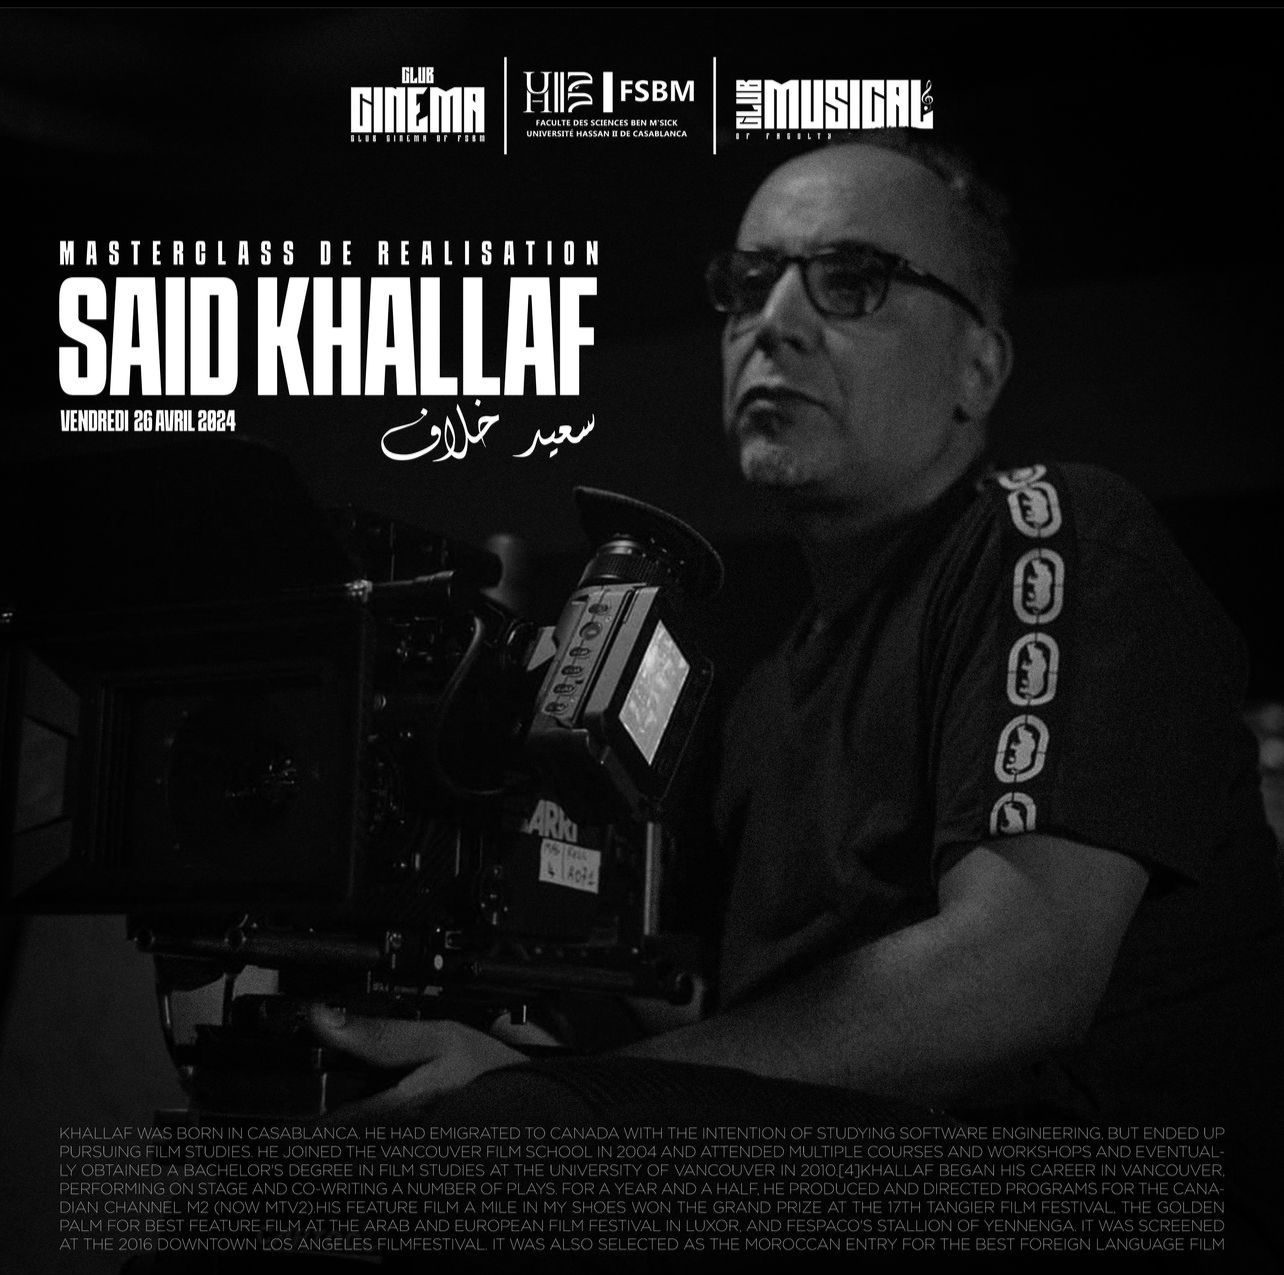 CLUB
CINEMA
CLUB CINEMA OF FSBM
UH2C
FSBM
FACULTE DES SCIENCES BEN M'SICK
UNIVERSITÉ HASSAN II DE CASABLANCA
CLUB MUSICAL
OF FACULTY
MASTERCLASS DE REALISATION
SAID KHALLAF
VENDREDI 26 AVRIL 2024
سعيد خلاف
ARRI
A071
KHALLAF WAS BORN IN CASABLANCA. HE HAD EMIGRATED TO CANADA WITH THE INTENTION OF STUDYING SOFTWARE ENGINEERING, BUT ENDED UP
PURSUING FILM STUDIES. HE JOINED THE VANCOUVER FILM SCHOOL IN 2004 AND ATTENDED MULTIPLE COURSES AND WORKSHOPS AND EVENTUAL-
LY OBTAINED A BACHELOR'S DEGREE IN FILM STUDIES AT THE UNIVERSITY OF VANCOUVER IN 2010.[4]KHALLAF BEGAN HIS CAREER IN VANCOUVER,
PERFORMING ON STAGE AND CO-WRITING A NUMBER OF PLAYS. FOR A YEAR AND A HALF, HE PRODUCED AND DIRECTED PROGRAMS FOR THE CANA-
DIAN CHANNEL M2 (NOW MTV2).HIS FEATURE FILM A MILE IN MY SHOES WON THE GRAND PRIZE AT THE 17TH TANGIER FILM FESTIVAL, THE GOLDEN
PALM FOR BEST FEATURE FILM AT THE ARAB AND EUROPEAN FILM FESTIVAL IN LUXOR, AND FESPACO'S STALLION OF YENNENGA. IT WAS SCREENED
AT THE 2016 DOWNTOWN LOS ANGELES FILMFESTIVAL. IT WAS ALSO SELECTED AS THE MOROCCAN ENTRY FOR THE BEST FOREIGN LANGUAGE FILM